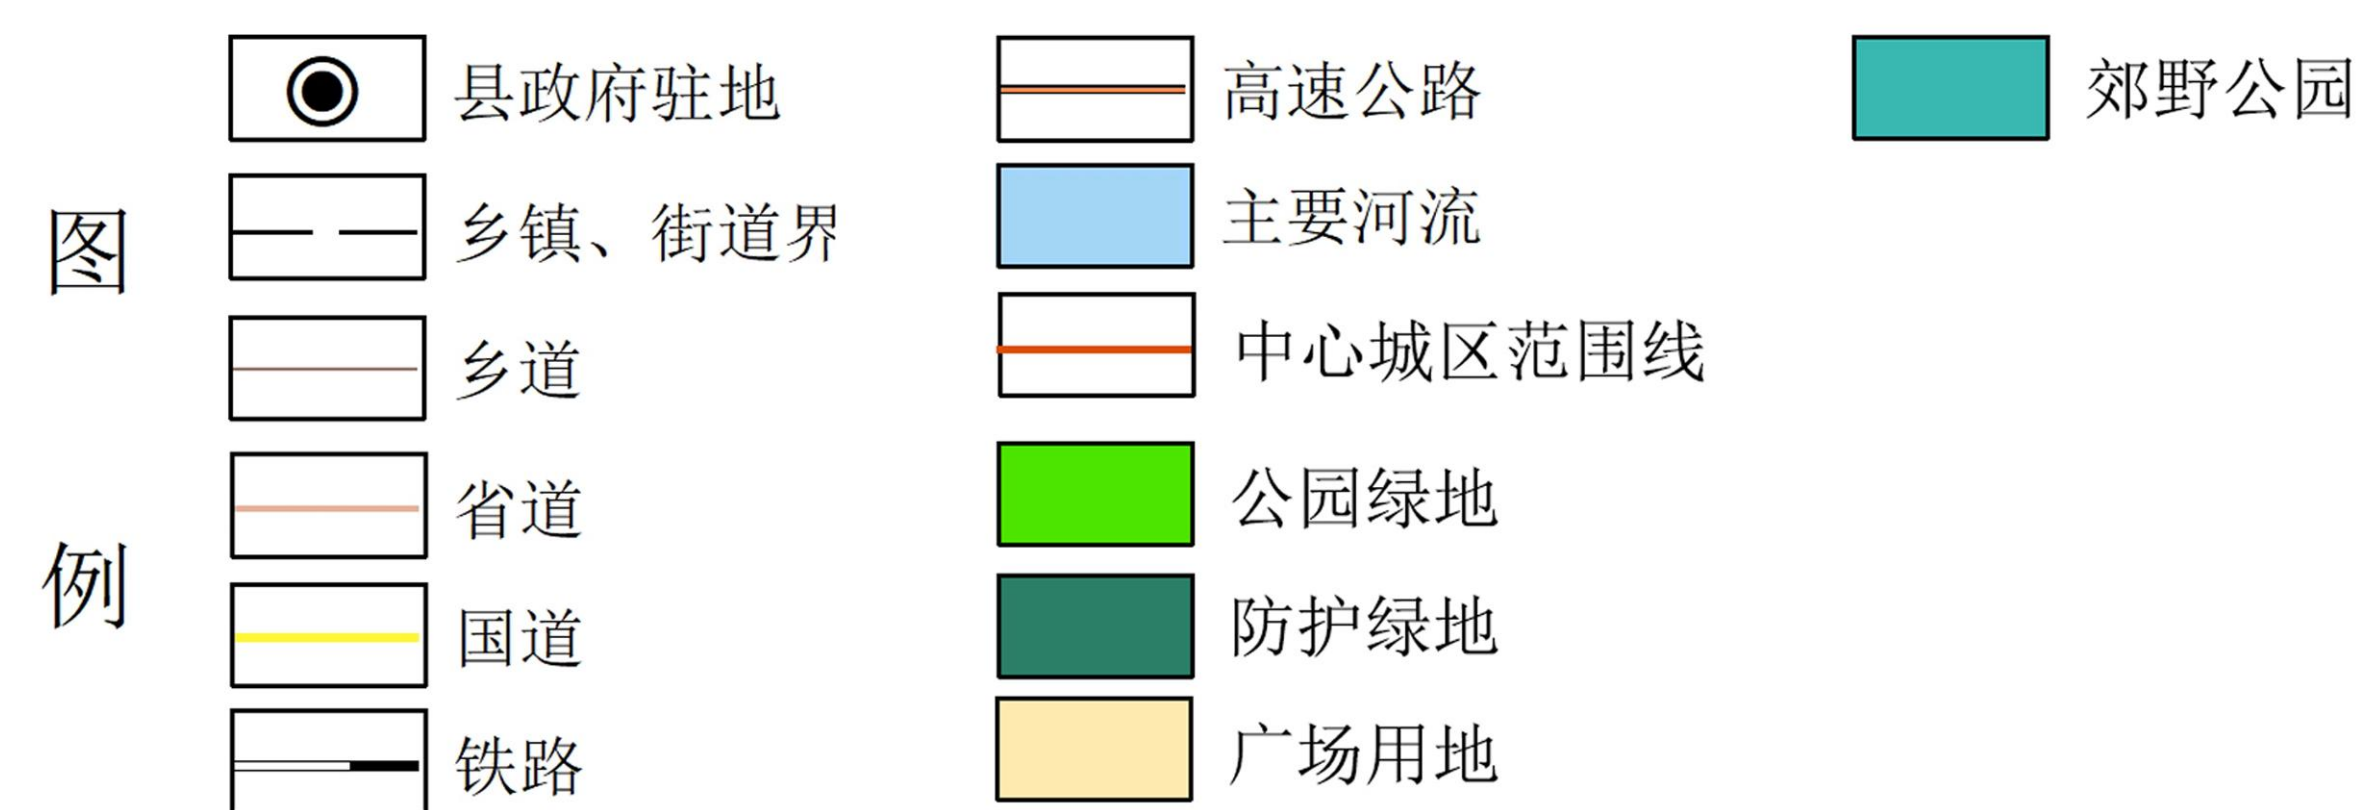 图例
县政府驻地
乡镇、街道界
乡道
省道
国道
铁路
高速公路
主要河流
中心城区范围线
公园绿地
防护绿地
广场用地
郊野公园